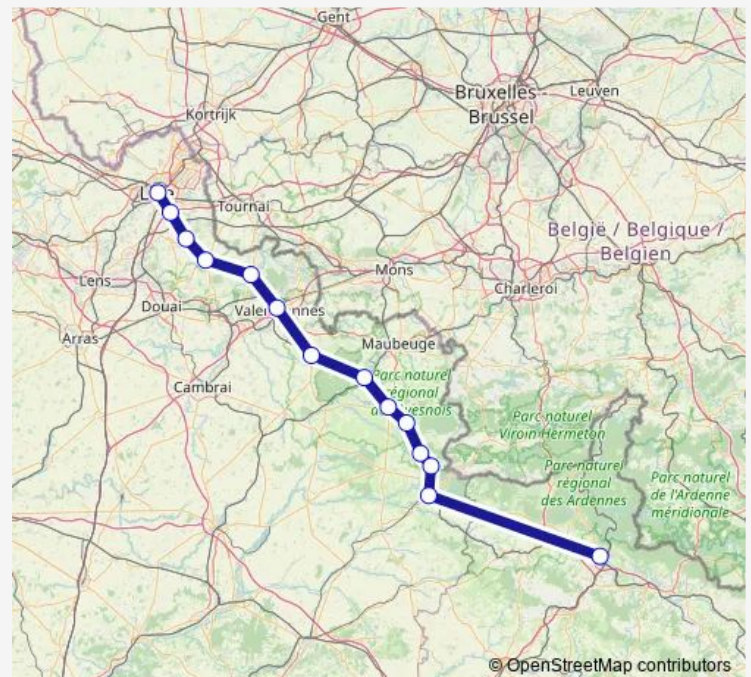 Gent
Bruxelles -
Brussel
Leuven
Kortrijk
Tournai
België / Belgique /
Belgien
Mons
Charleroi
Lens
Douai
Arras
Maubeuge
Cambrai
Parc naturel
régional
Parc naturel
Viroin Hermeton
Parc naturel
régional
des Ardennes
Parc naturel
de l'Ardenne
méridionale
© OpenStreetMap contributors